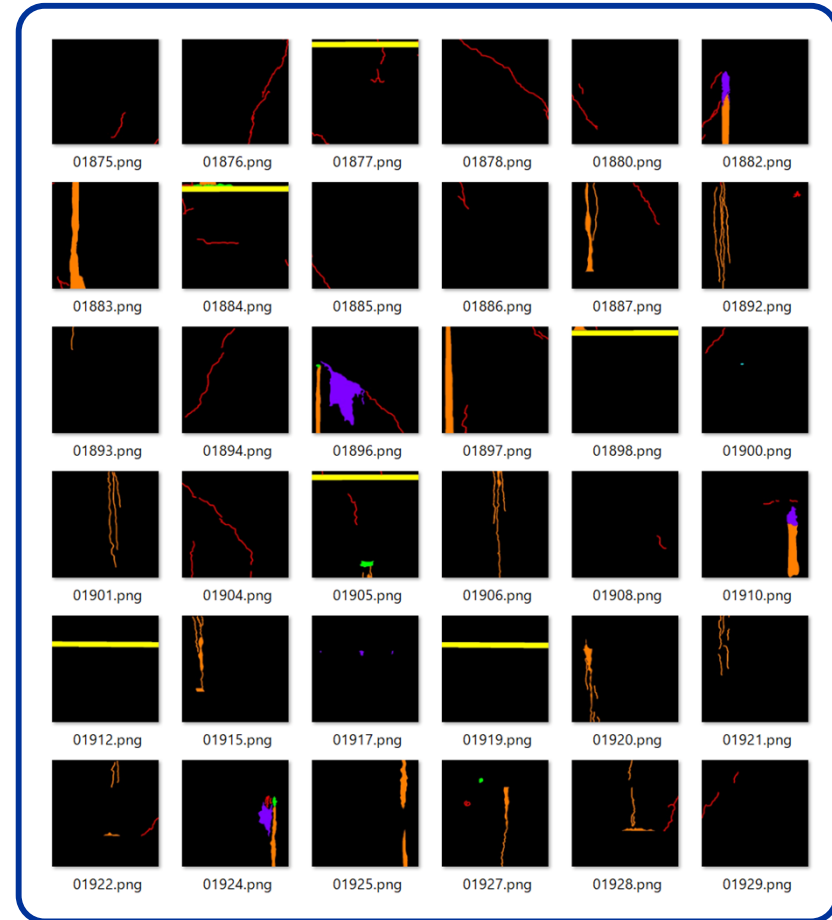 01875.png 01876.png 01877.png 01878.png 01880.png 01882.png
01883.png 01884.png 01885.png 01886.png 01887.png 01892.png
01893.png 01894.png 01896.png 01897.png 01898.png 01900.png
01901.png 01904.png 01905.png 01906.png 01908.png 01910.png
01912.png 01915.png 01917.png 01919.png 01920.png 01921.png
01922.png 01924.png 01925.png 01927.png 01928.png 01929.png